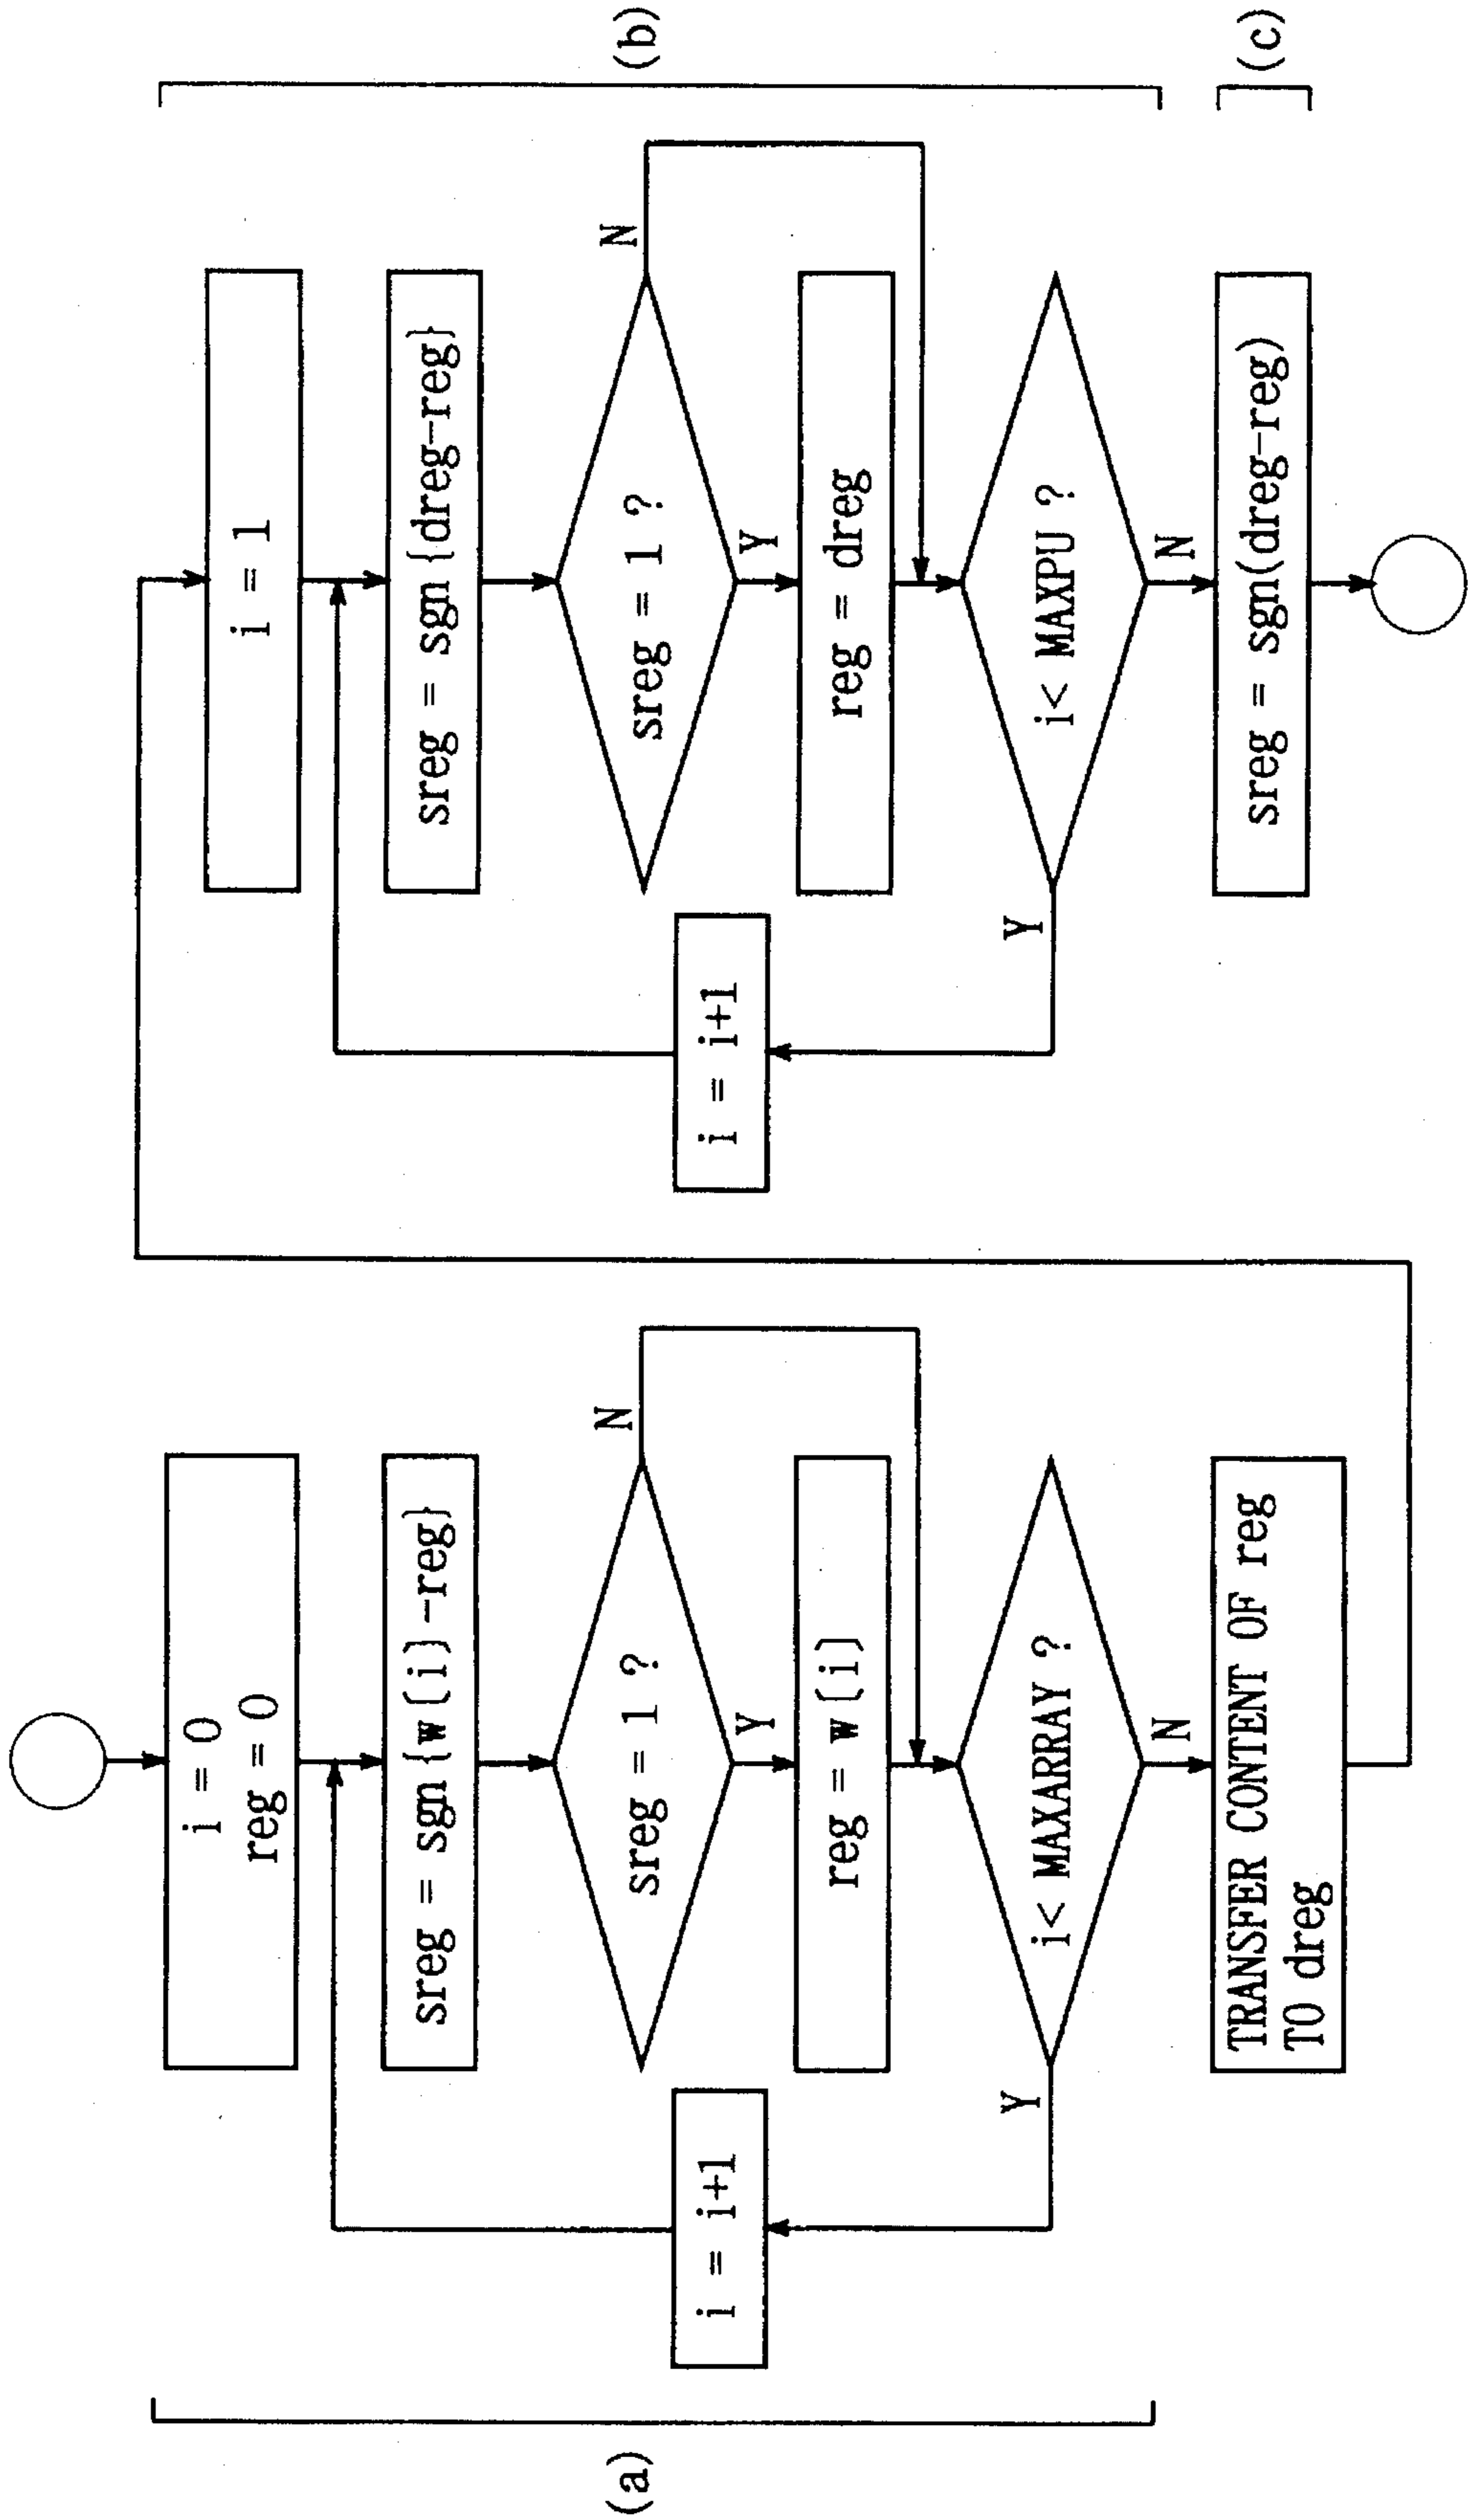 (a)
i = 0
reg = 0
sreg = sgn{w(i)-reg}
sreg = 1 ?
N
Y
reg = w(i)
i = i+1
i< MAXARRAY ?
Y
N
TRANSFER CONTENT OF reg
TO dreg
i = 1
sreg = sgn{dreg-reg}
sreg = 1 ?
N
Y
reg = dreg
i = i+1
i< MAXPU ?
Y
N
sreg = sgn(dreg-reg)
(b)
(c)